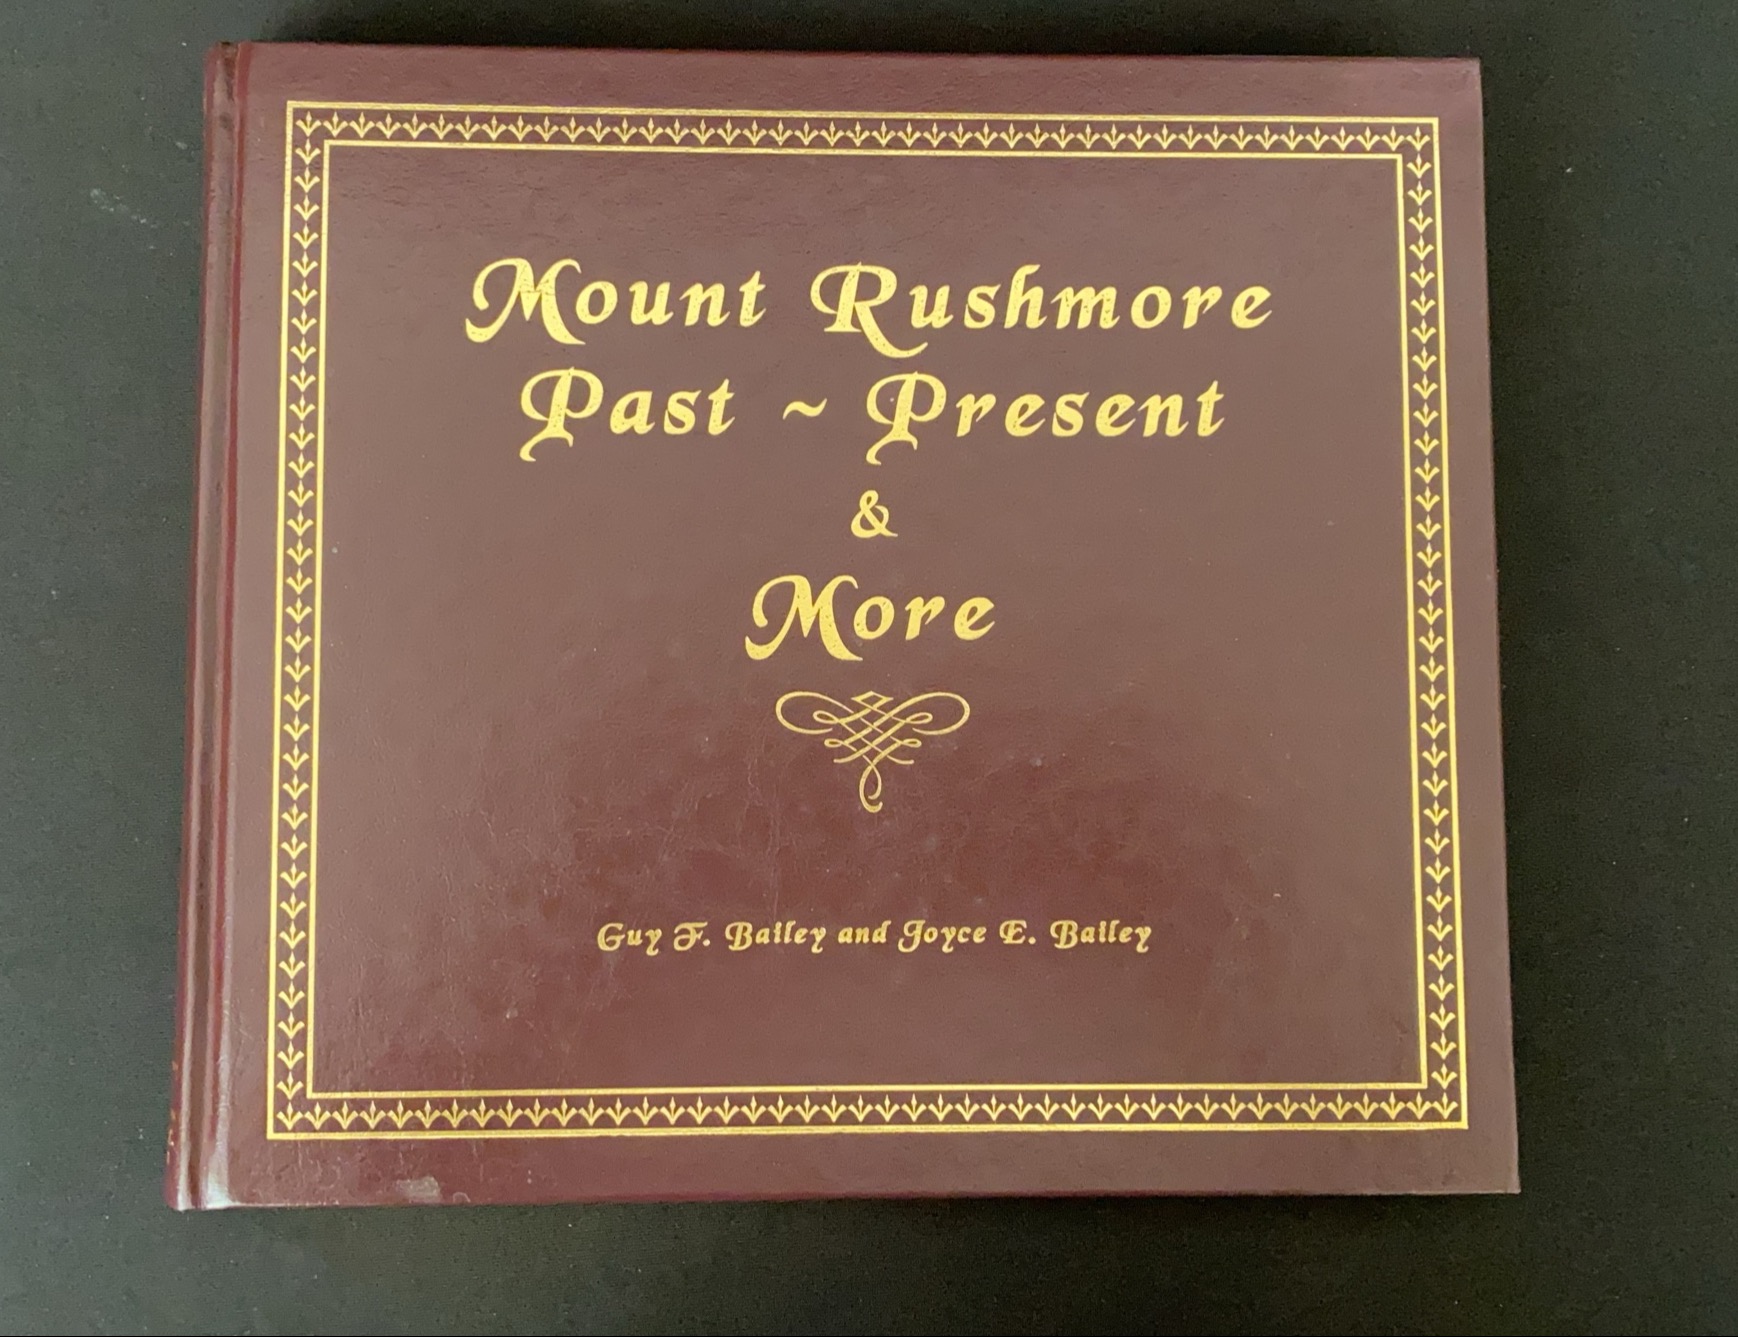 Mount Rushmore
Past ~ Present
&
More
Guy F. Bailey and Joyce E. Bailey